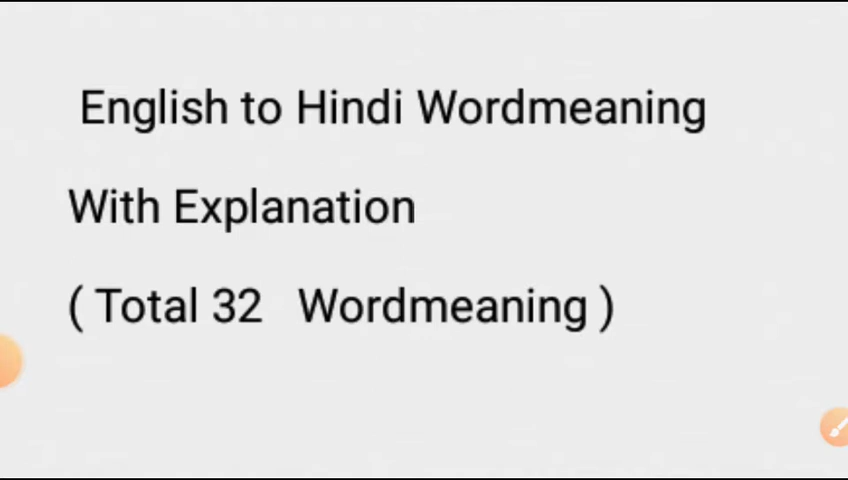 English to Hindi Wordmeaning
With Explanation
( Total 32 Wordmeaning )